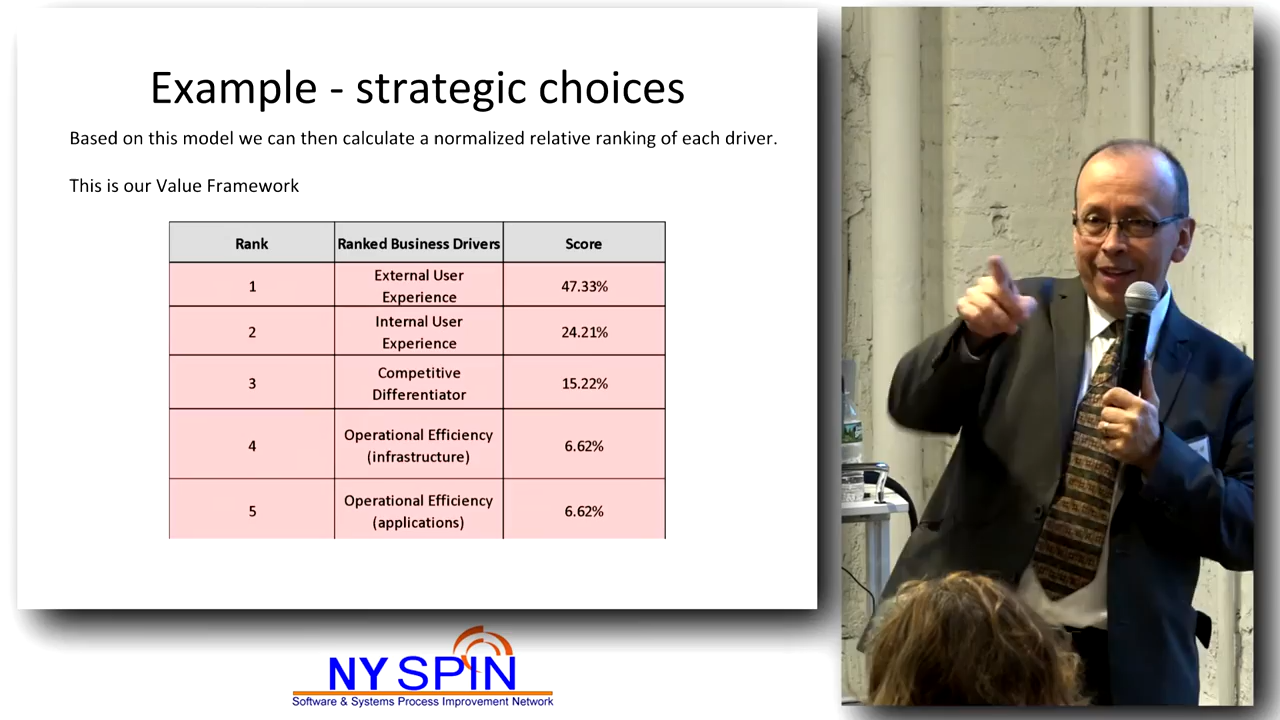 Example - strategic choices
Based on this model we can then calculate a normalized relative ranking of each driver.
This is our Value Framework
Rank
Ranked Business Drivers
Score
1
External User
Experience
47.33%
2
Internal User
Experience
24.21%
3
Competitive
Differentiator
15.22%
4
Operational Efficiency
(infrastructure)
6.62%
5
Operational Efficiency
(applications)
6.62%
NY SPIN
Software & Systems Process Improvement Network